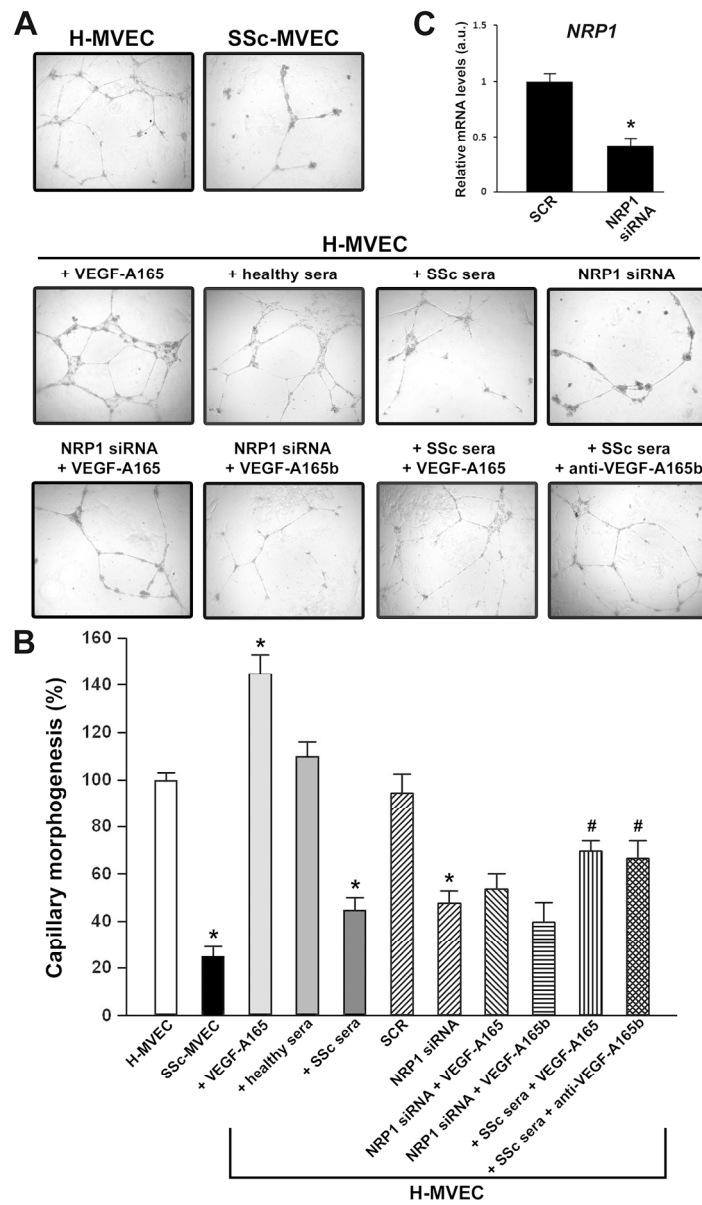 A
H-MVEC
SSc-MVEC
C
NRP1
Relative mRNA levels (a.u.)
1.5
1
0.5
0
*
SCR
NRP1
siRNA
H-MVEC
+ VEGF-A165
+ healthy sera
+ SSc sera
NRP1 siRNA
NRP1 siRNA
+ VEGF-A165
NRP1 siRNA
+ VEGF-A165b
+ SSc sera
+ VEGF-A165
+ SSc sera
+ anti-VEGF-A165b
B
Capillary morphogenesis (%)
160
140
120
100
80
60
40
20
0
*
*
*
*
#
#
H-MVEC
SSc-MVEC
+ VEGF-A165
+ healthy sera
+ SSc sera
SCR
NRP1 siRNA
NRP1 siRNA + VEGF-A165
NRP1 siRNA + VEGF-A165b
+ SSc sera + VEGF-A165
+ SSc sera + anti-VEGF-A165b
H-MVEC